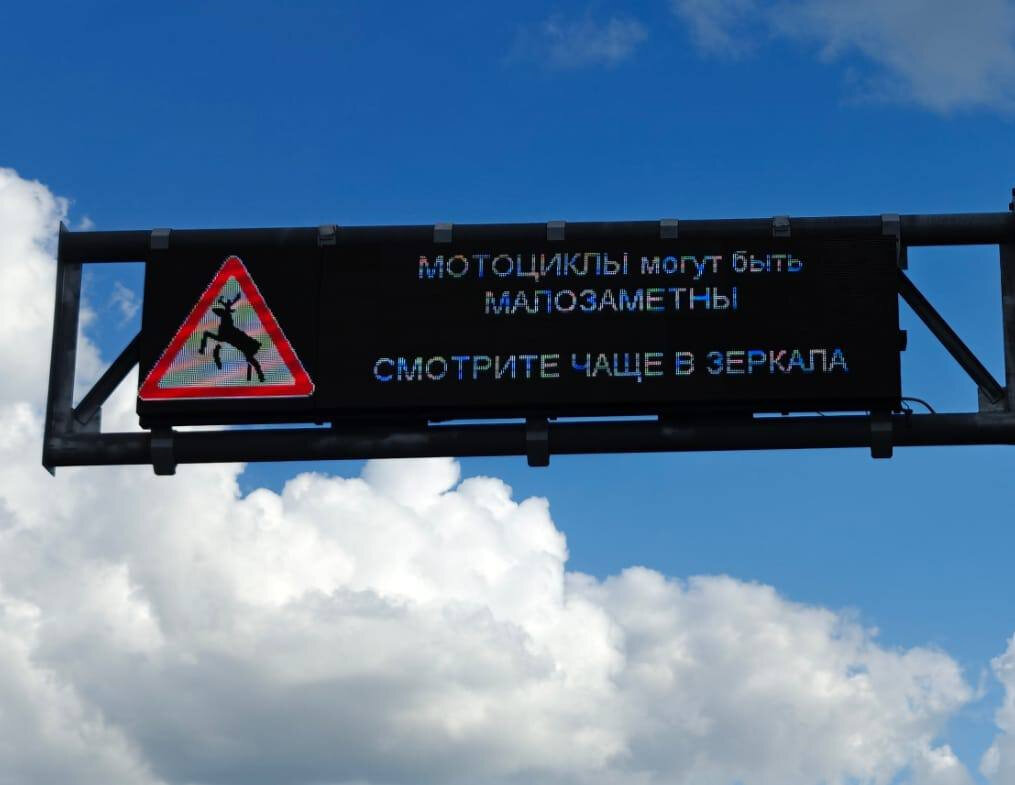 МОТОЦИКЛЫ могут быть
МАЛОЗАМЕТНЫ
СМОТРИТЕ ЧАЩЕ В ЗЕРКАЛА